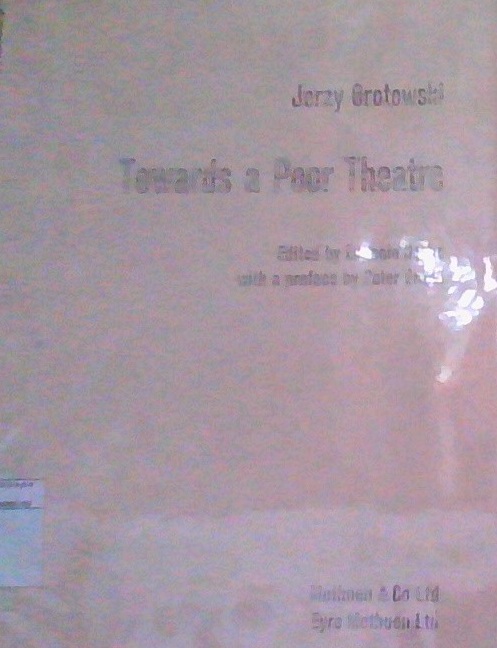 Jerzy Grotowski
Towards a Poor Theatre
Edited by
with a preface by Peter
Methuen & Co Ltd
Eyre Methuen Ltd